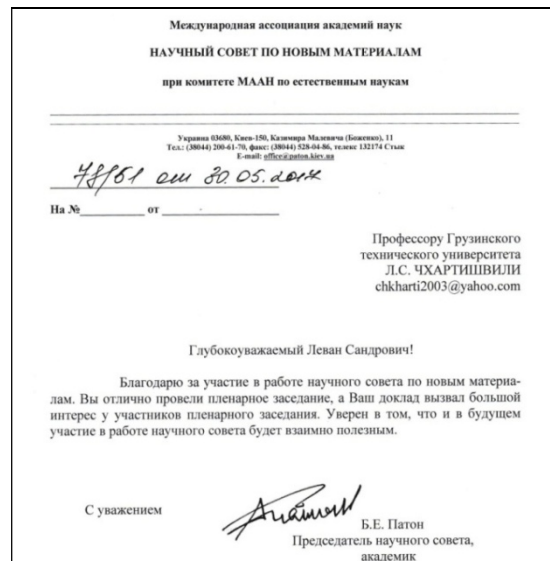 Международная ассоциация академий наук
НАУЧНЫЙ СОВЕТ ПО НОВЫМ МАТЕРИАЛАМ
при комитете МААН по естественным наукам
Украина 03680, Киев-150, Казимира Малевича (Боженко), 11
Тел.: (38044) 200-61-70, факс: (38044) 528-04-86, телекс 132174 Стык
E-mail: office@paton.kiev.ua
78/61 от 30.05.2017
На №__________ от __________
Профессору Грузинского
технического университета
Л.С. ЧХАРТИШВИЛИ
chkharti2003@yahoo.com
Глубокоуважаемый Леван Сандрович!
Благодарю за участие в работе научного совета по новым материа-
лам. Вы отлично провели пленарное заседание, а Ваш доклад вызвал большой
интерес у участников пленарного заседания. Уверен в том, что и в будущем
участие в работе научного совета будет взаимно полезным.
С уважением
Б.Е. Патон
Председатель научного совета,
академик